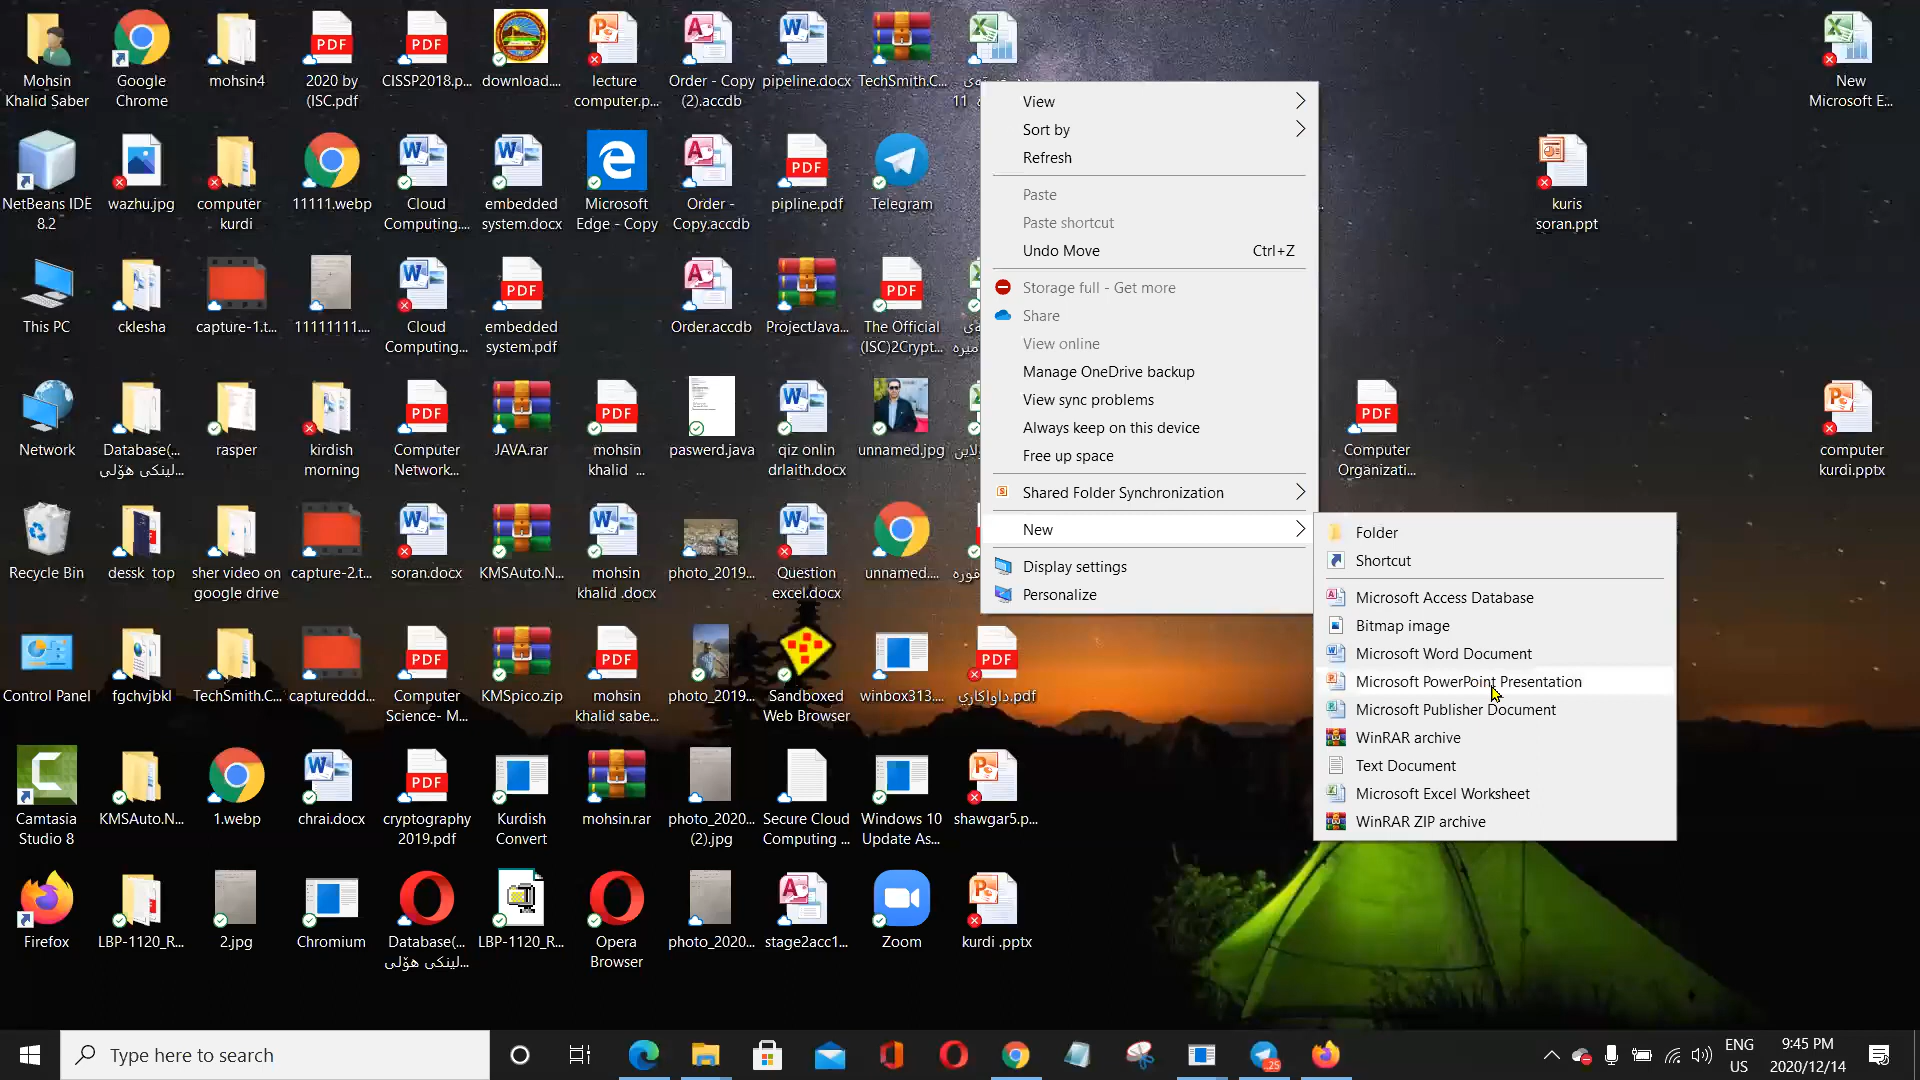 Mohsin
Khalid Saber
Google
Chrome
mohsin4
2020 by
(ISC.pdf
CISSP2018.p...
download....
lecture
computer.p...
Order - Copy
(2).accdb
pipeline.docx
TechSmith.C...
11
New
Microsoft E...
NetBeans IDE
8.2
wazhu.jpg
computer
kurdi
11111.webp
Cloud
Computing....
embedded
system.docx
Microsoft
Edge - Copy
Order -
Copy.accdb
pipline.pdf
Telegram
kuris
soran.ppt
This PC
cklesha
capture-1.t...
11111111....
Cloud
Computing...
embedded
system.pdf
Order.accdb
ProjectJava...
The Official
(ISC)2Crypt...
Network
Database(...
لینکی هۆڵی...
rasper
kirdish
morning
Computer
Network...
JAVA.rar
mohsin
khalid ...
paswerd.java
qiz onlin
drlaith.docx
unnamed.jpg
Computer
Organizati...
computer
kurdi.pptx
Recycle Bin
dessk top
sher video on
google drive
capture-2.t...
soran.docx
KMSAuto.N...
mohsin
khalid .docx
photo_2019...
Question
excel.docx
unnamed....
Control Panel
fgchvjbkl
TechSmith.C...
captureddd...
Computer
Science- M...
KMSpico.zip
mohsin
khalid sabe...
photo_2019...
Sandboxed
Web Browser
winbox313....
داواكاري.pdf
Camtasia
Studio 8
KMSAuto.N...
1.webp
chrai.docx
cryptography
2019.pdf
Kurdish
Convert
mohsin.rar
photo_2020...
(2).jpg
Secure Cloud
Computing ...
Windows 10
Update As...
shawgar5.p...
Firefox
LBP-1120_R...
2.jpg
Chromium
Database(...
لینکی هۆڵی...
LBP-1120_R...
Opera
Browser
photo_2020...
stage2acc1...
Zoom
kurdi .pptx
View
Sort by
Refresh
Paste
Paste shortcut
Undo Move Ctrl+Z
Storage full - Get more
Share
View online
Manage OneDrive backup
View sync problems
Always keep on this device
Free up space
Shared Folder Synchronization
New
Display settings
Personalize
Folder
Shortcut
Microsoft Access Database
Bitmap image
Microsoft Word Document
Microsoft PowerPoint Presentation
Microsoft Publisher Document
WinRAR archive
Text Document
Microsoft Excel Worksheet
WinRAR ZIP archive
Type here to search
25
ENG
US
9:45 PM
2020/12/14